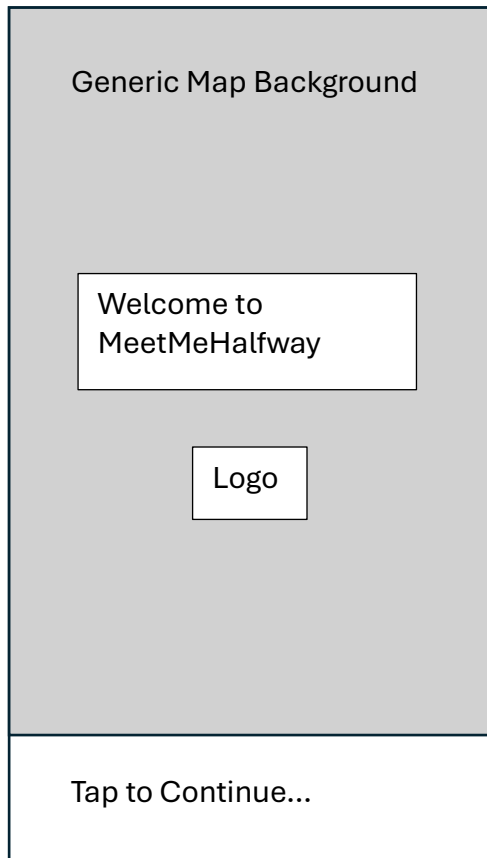 Generic Map Background
Welcome to
MeetMeHalfway
Logo
Tap to Continue...